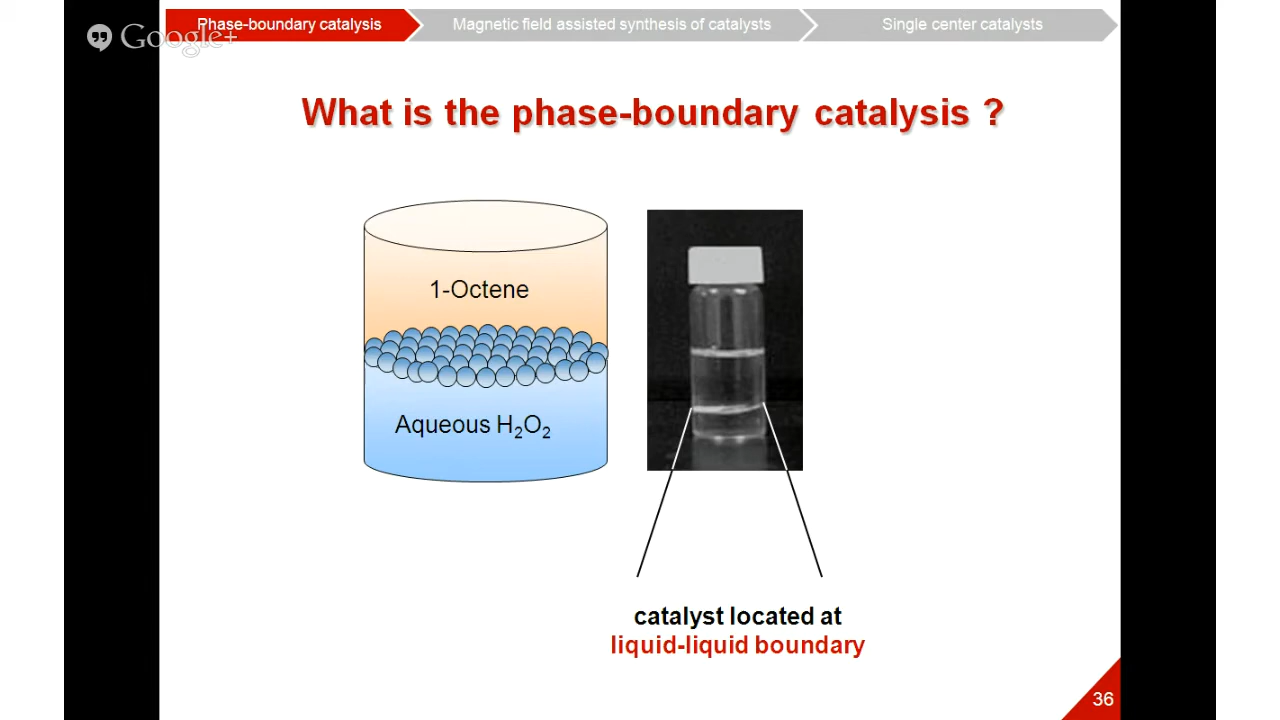 Phase-boundary catalysis
Magnetic field assisted synthesis of catalysts
Single center catalysts
Google+
What is the phase-boundary catalysis ?
1-Octene
Aqueous H₂O₂
catalyst located at
liquid-liquid boundary
36